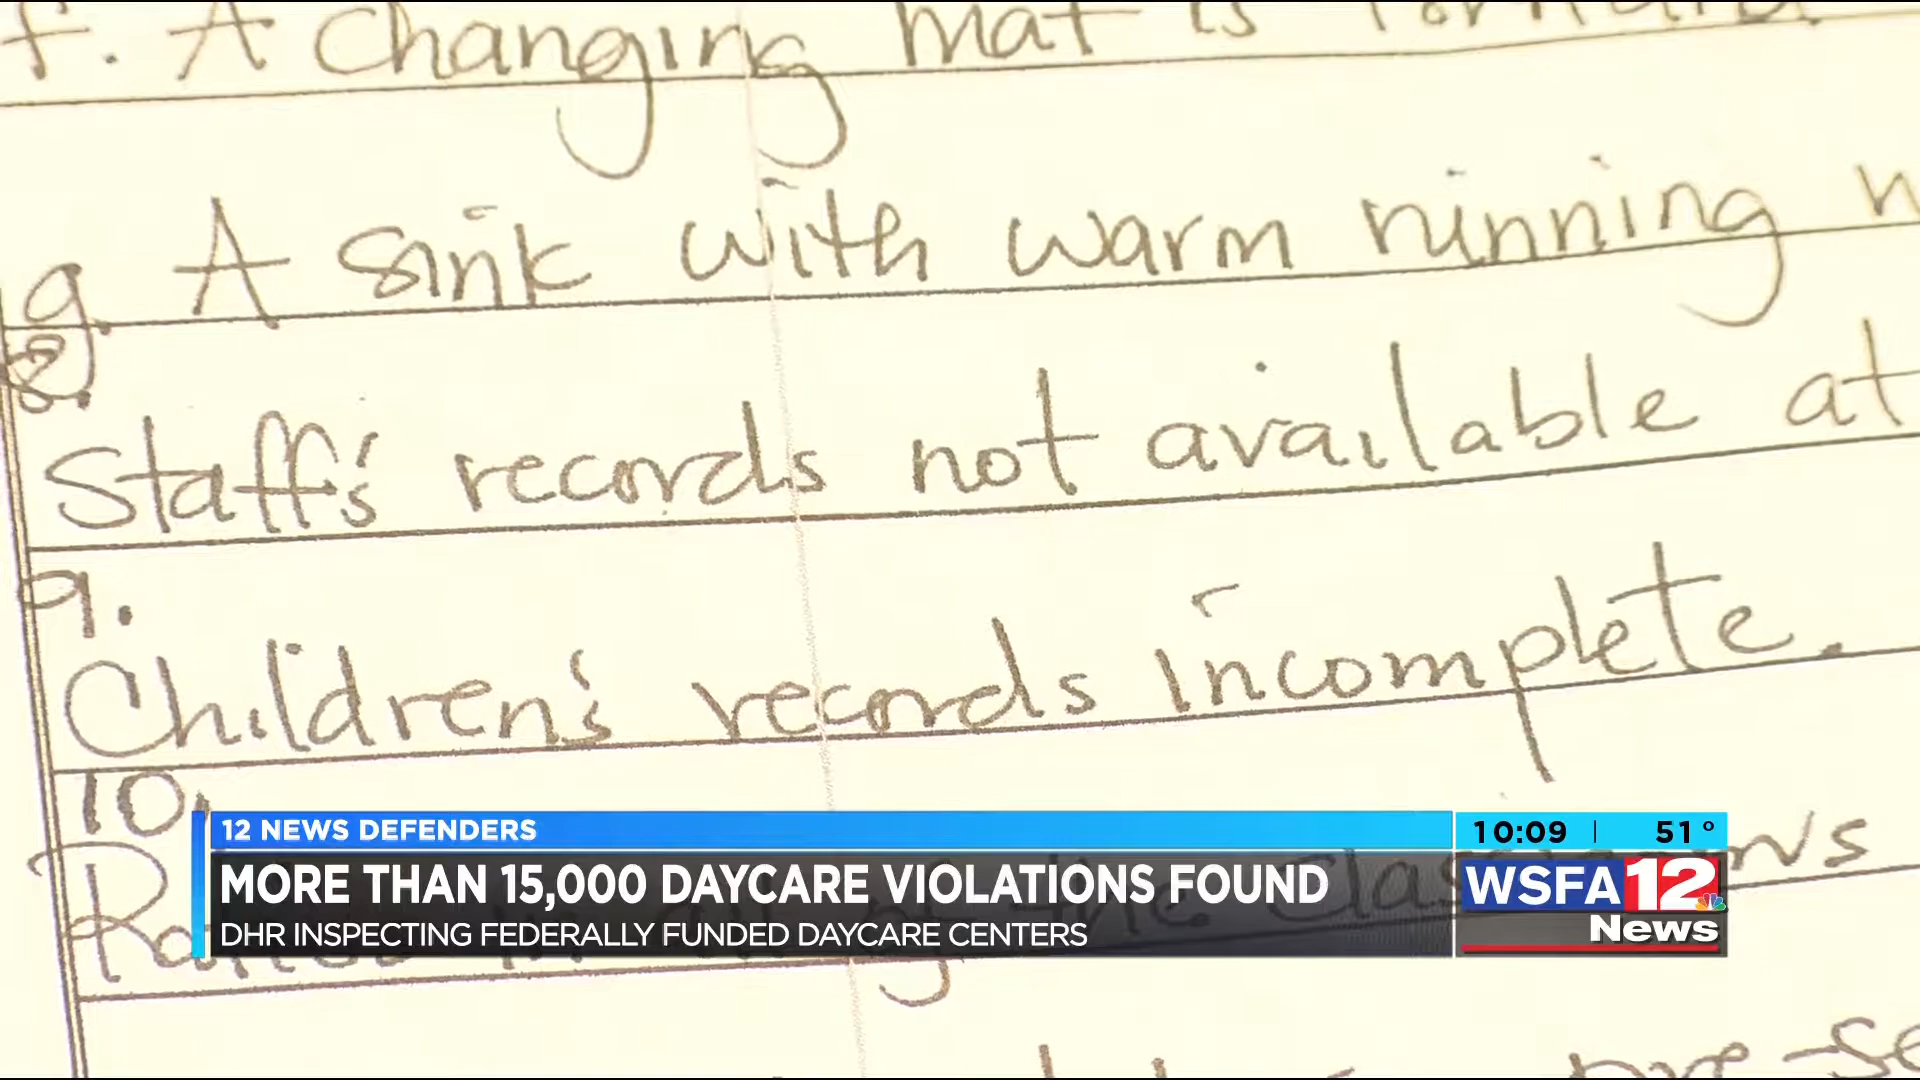 f. A changing mat is
g. A sink with warm running
8.
Staff's records not available at
9.
Children's records incomplete.
10.
12 NEWS DEFENDERS
10:09 | 51°
MORE THAN 15,000 DAYCARE VIOLATIONS FOUND
DHR INSPECTING FEDERALLY FUNDED DAYCARE CENTERS
WSFA 12
News